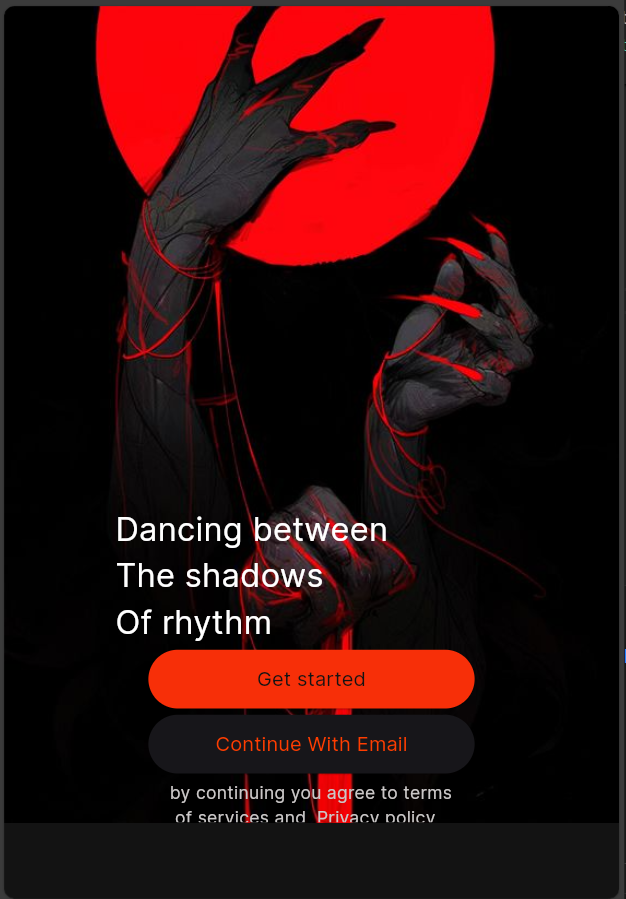 Dancing between
The shadows
Of rhythm
Get started
Continue With Email
by continuing you agree to terms
of services and  Privacy policy